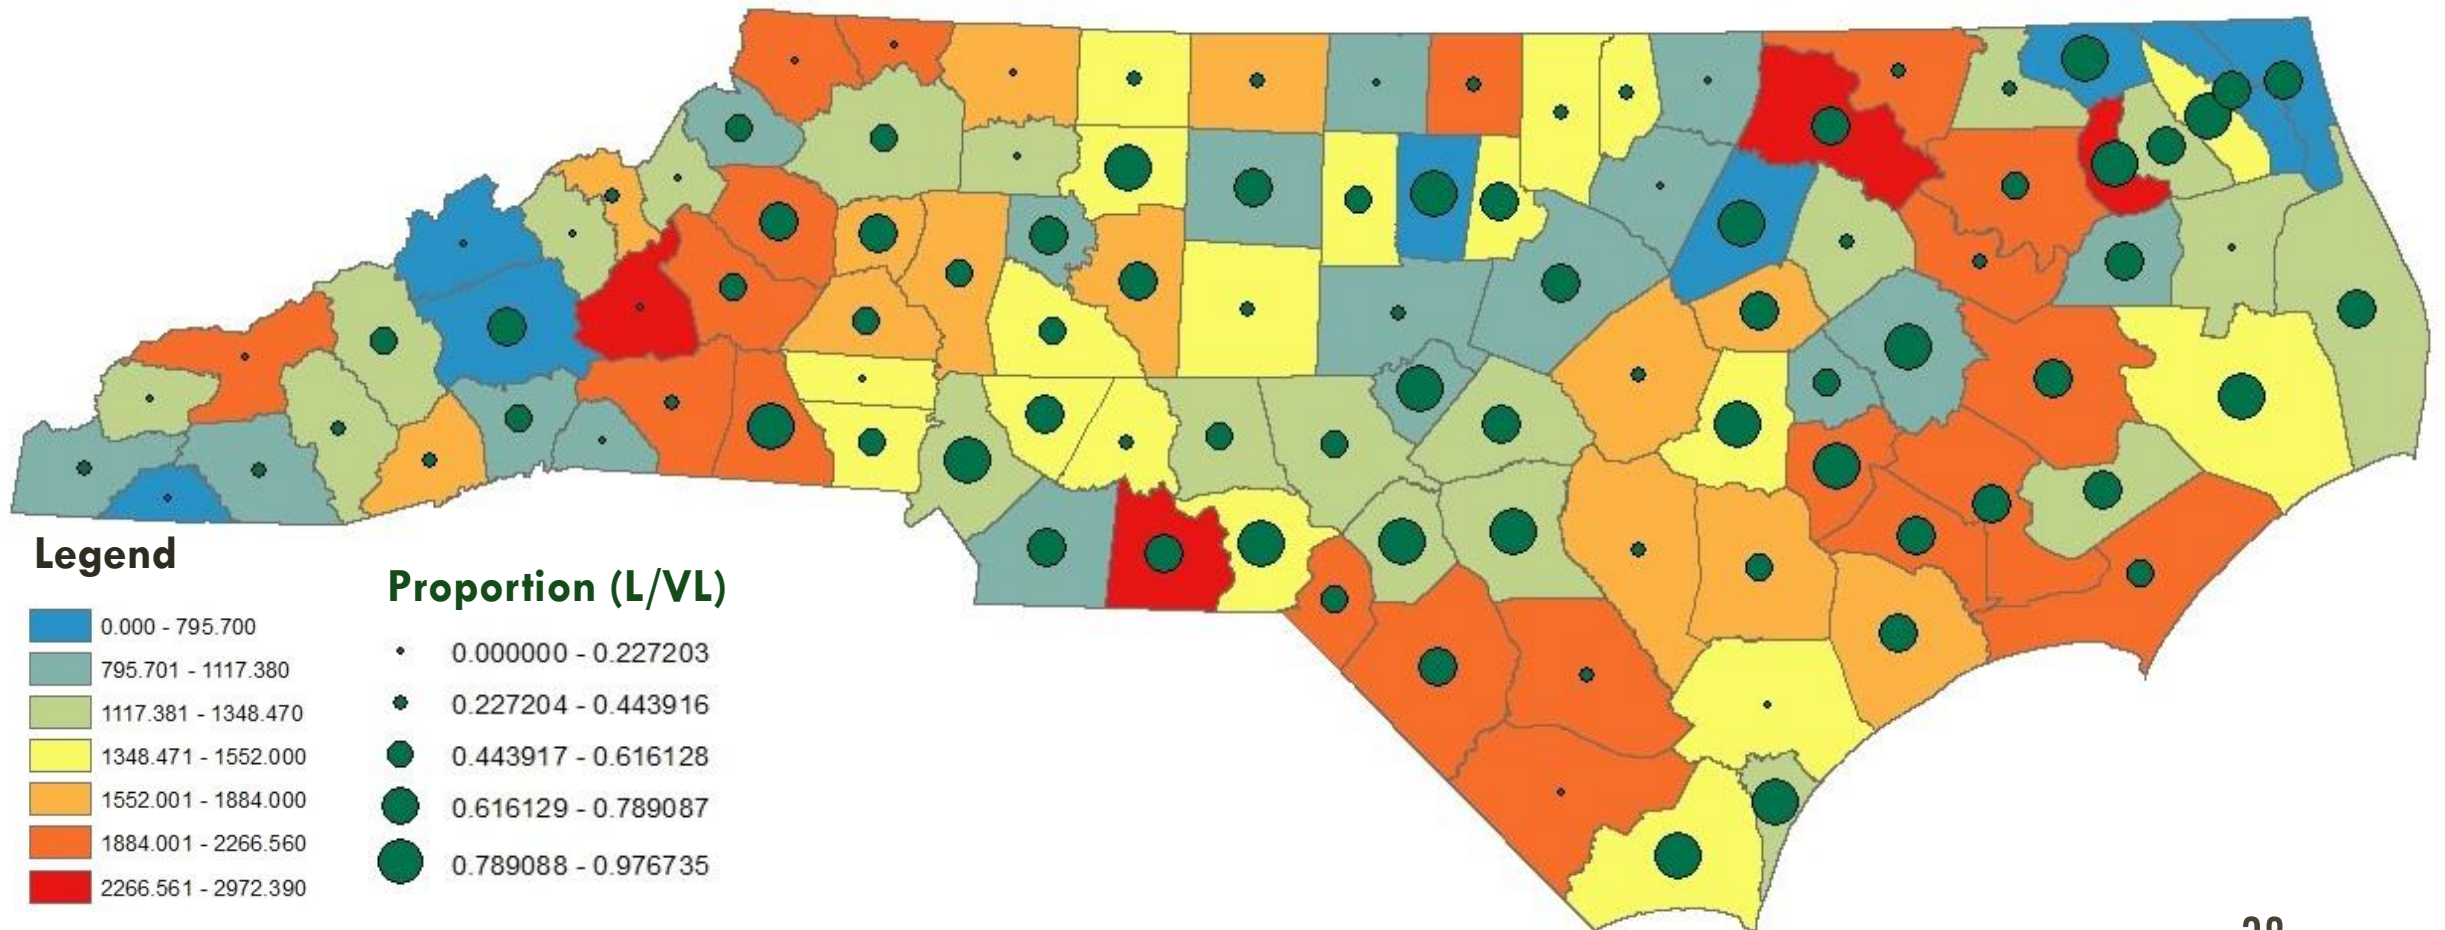 Legend
0.000 - 795.700
795.701 - 1117.380
1117.381 - 1348.470
1348.471 - 1552.000
1552.001 - 1884.000
1884.001 - 2266.560
2266.561 - 2972.390
Proportion (L/VL)
0.000000 - 0.227203
0.227204 - 0.443916
0.443917 - 0.616128
0.616129 - 0.789087
0.789088 - 0.976735